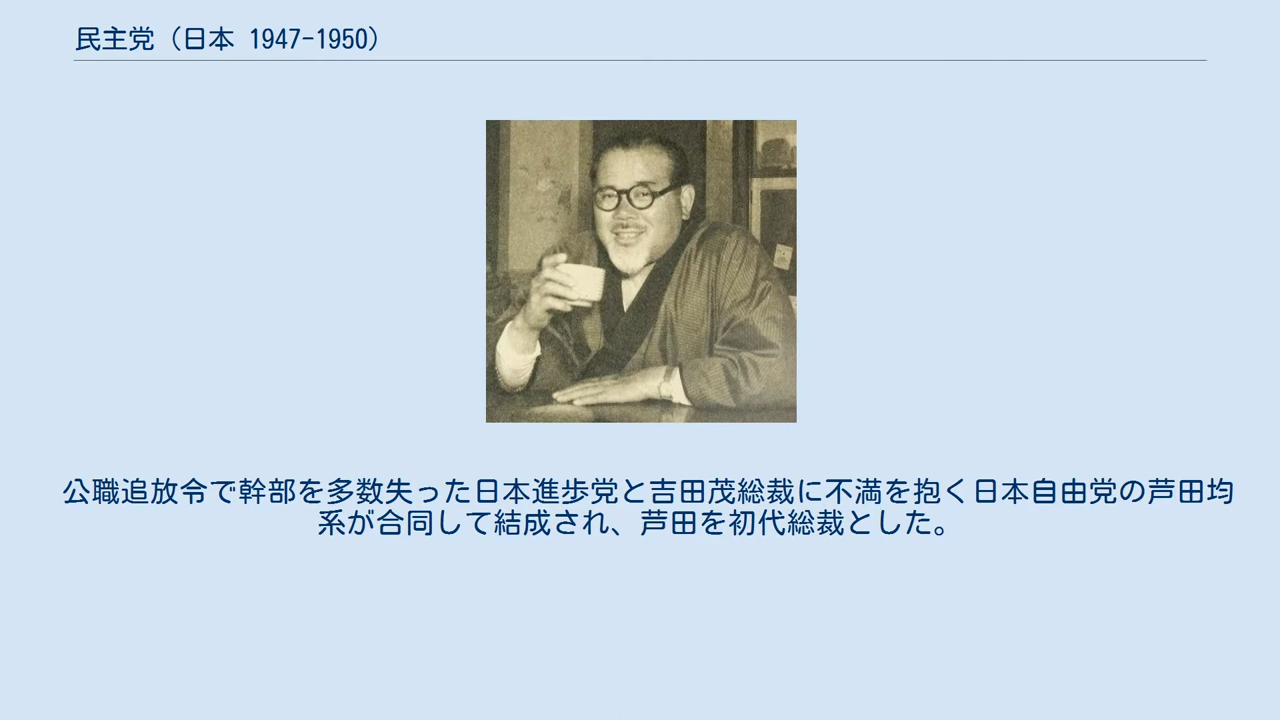 民主党（日本 1947-1950）
公職追放令で幹部を多数失った日本進歩党と吉田茂総裁に不満を抱く日本自由党の芦田均
系が合同して結成され、芦田を初代総裁とした。